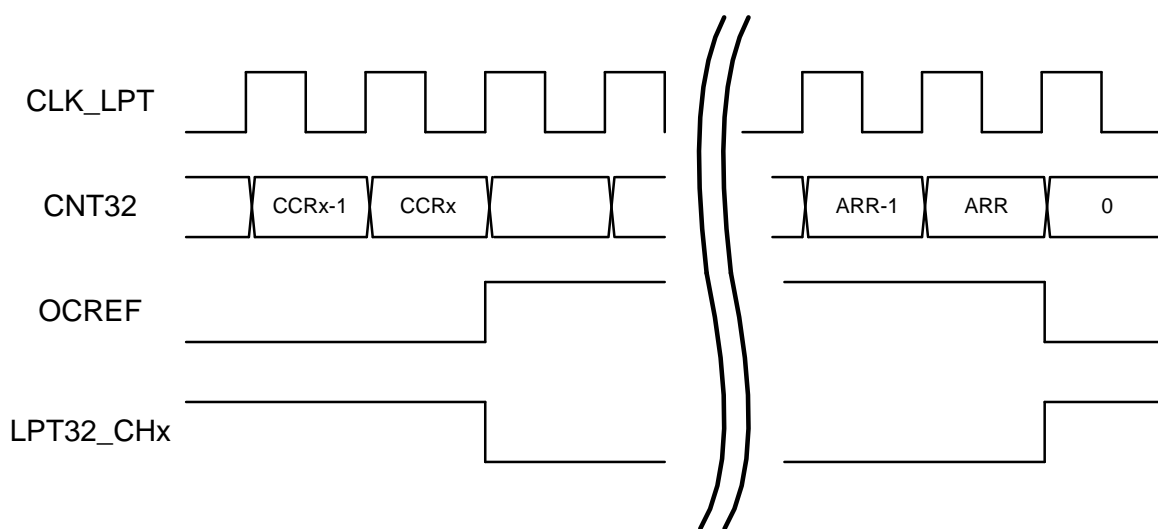 CLK_LPT
CNT32 CCRx-1 CCRx ARR-1 ARR 0
OCREF
LPT32_CHx